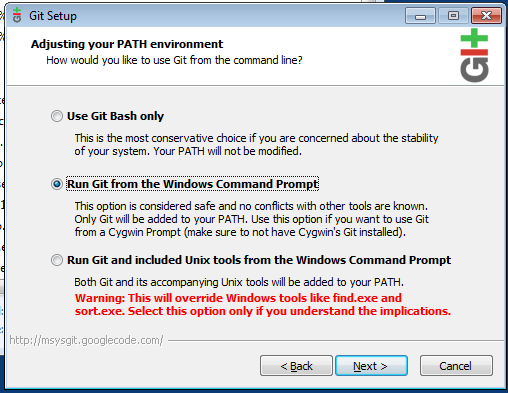 Git Setup
Adjusting your PATH environment
How would you like to use Git from the command line?
Use Git Bash only
This is the most conservative choice if you are concerned about the stability
of your system. Your PATH will not be modified.
Run Git from the Windows Command Prompt
This option is considered safe and no conflicts with other tools are known.
Only Git will be added to your PATH. Use this option if you want to use Git
from a Cygwin Prompt (make sure to not have Cygwin's Git installed).
Run Git and included Unix tools from the Windows Command Prompt
Both Git and its accompanying Unix tools will be added to your PATH.
Warning: This will override Windows tools like find.exe and
sort.exe. Select this option only if you understand the implications.
http://msysgit.googlecode.com/
< Back
Next >
Cancel